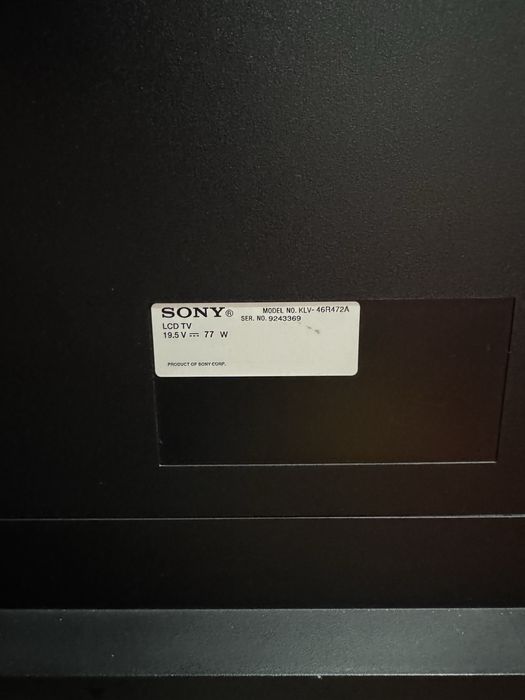 SONY® MODEL NO. KLV-46R472A
LCD TV SER. NO. 9243369
19.5 V ⎓ 77 W
PRODUCT OF SONY CORP.